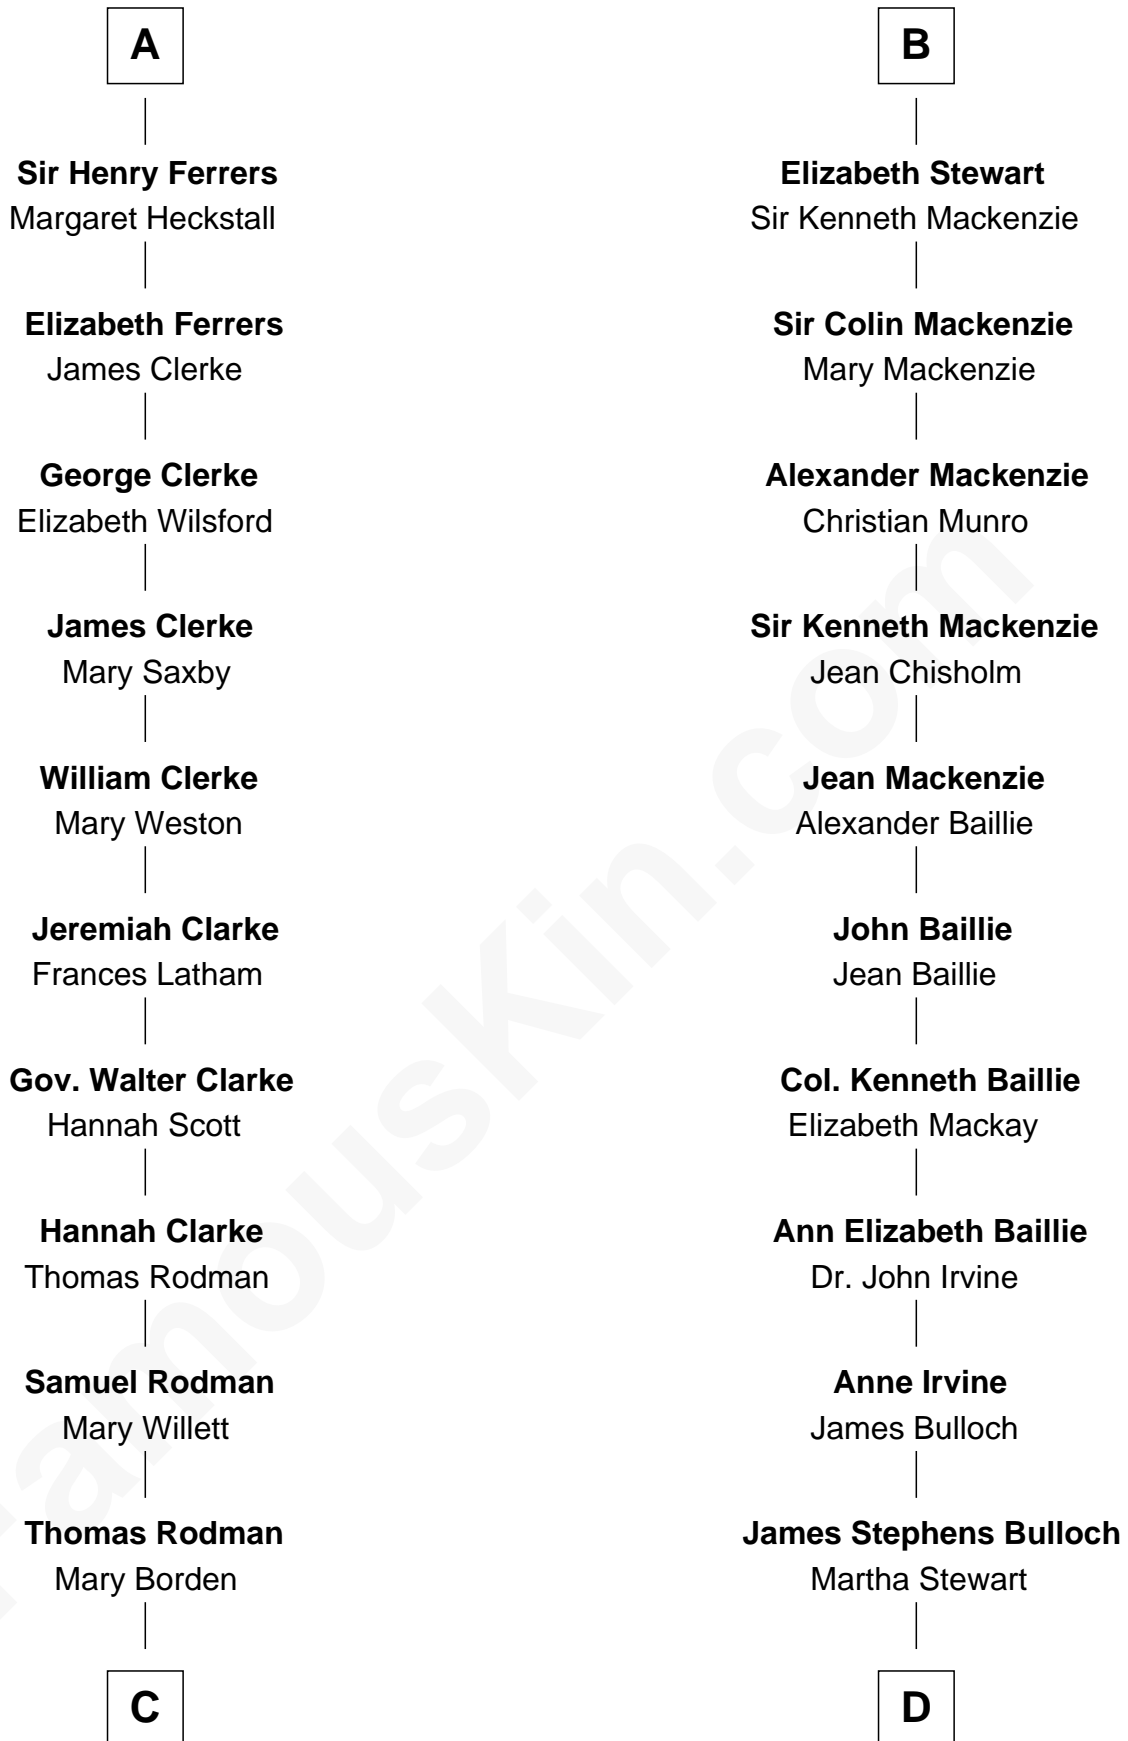 A
Sir Henry Ferrers
Margaret Heckstall
Elizabeth Ferrers
James Clerke
George Clerke
Elizabeth Wilsford
James Clerke
Mary Saxby
William Clerke
Mary Weston
Jeremiah Clarke
Frances Latham
Gov. Walter Clarke
Hannah Scott
Hannah Clarke
Thomas Rodman
Samuel Rodman
Mary Willett
Thomas Rodman
Mary Borden
C
B
Elizabeth Stewart
Sir Kenneth Mackenzie
Sir Colin Mackenzie
Mary Mackenzie
Alexander Mackenzie
Christian Munro
Sir Kenneth Mackenzie
Jean Chisholm
Jean Mackenzie
Alexander Baillie
John Baillie
Jean Baillie
Col. Kenneth Baillie
Elizabeth Mackay
Ann Elizabeth Baillie
Dr. John Irvine
Anne Irvine
James Bulloch
James Stephens Bulloch
Martha Stewart
D
FamousKin.com